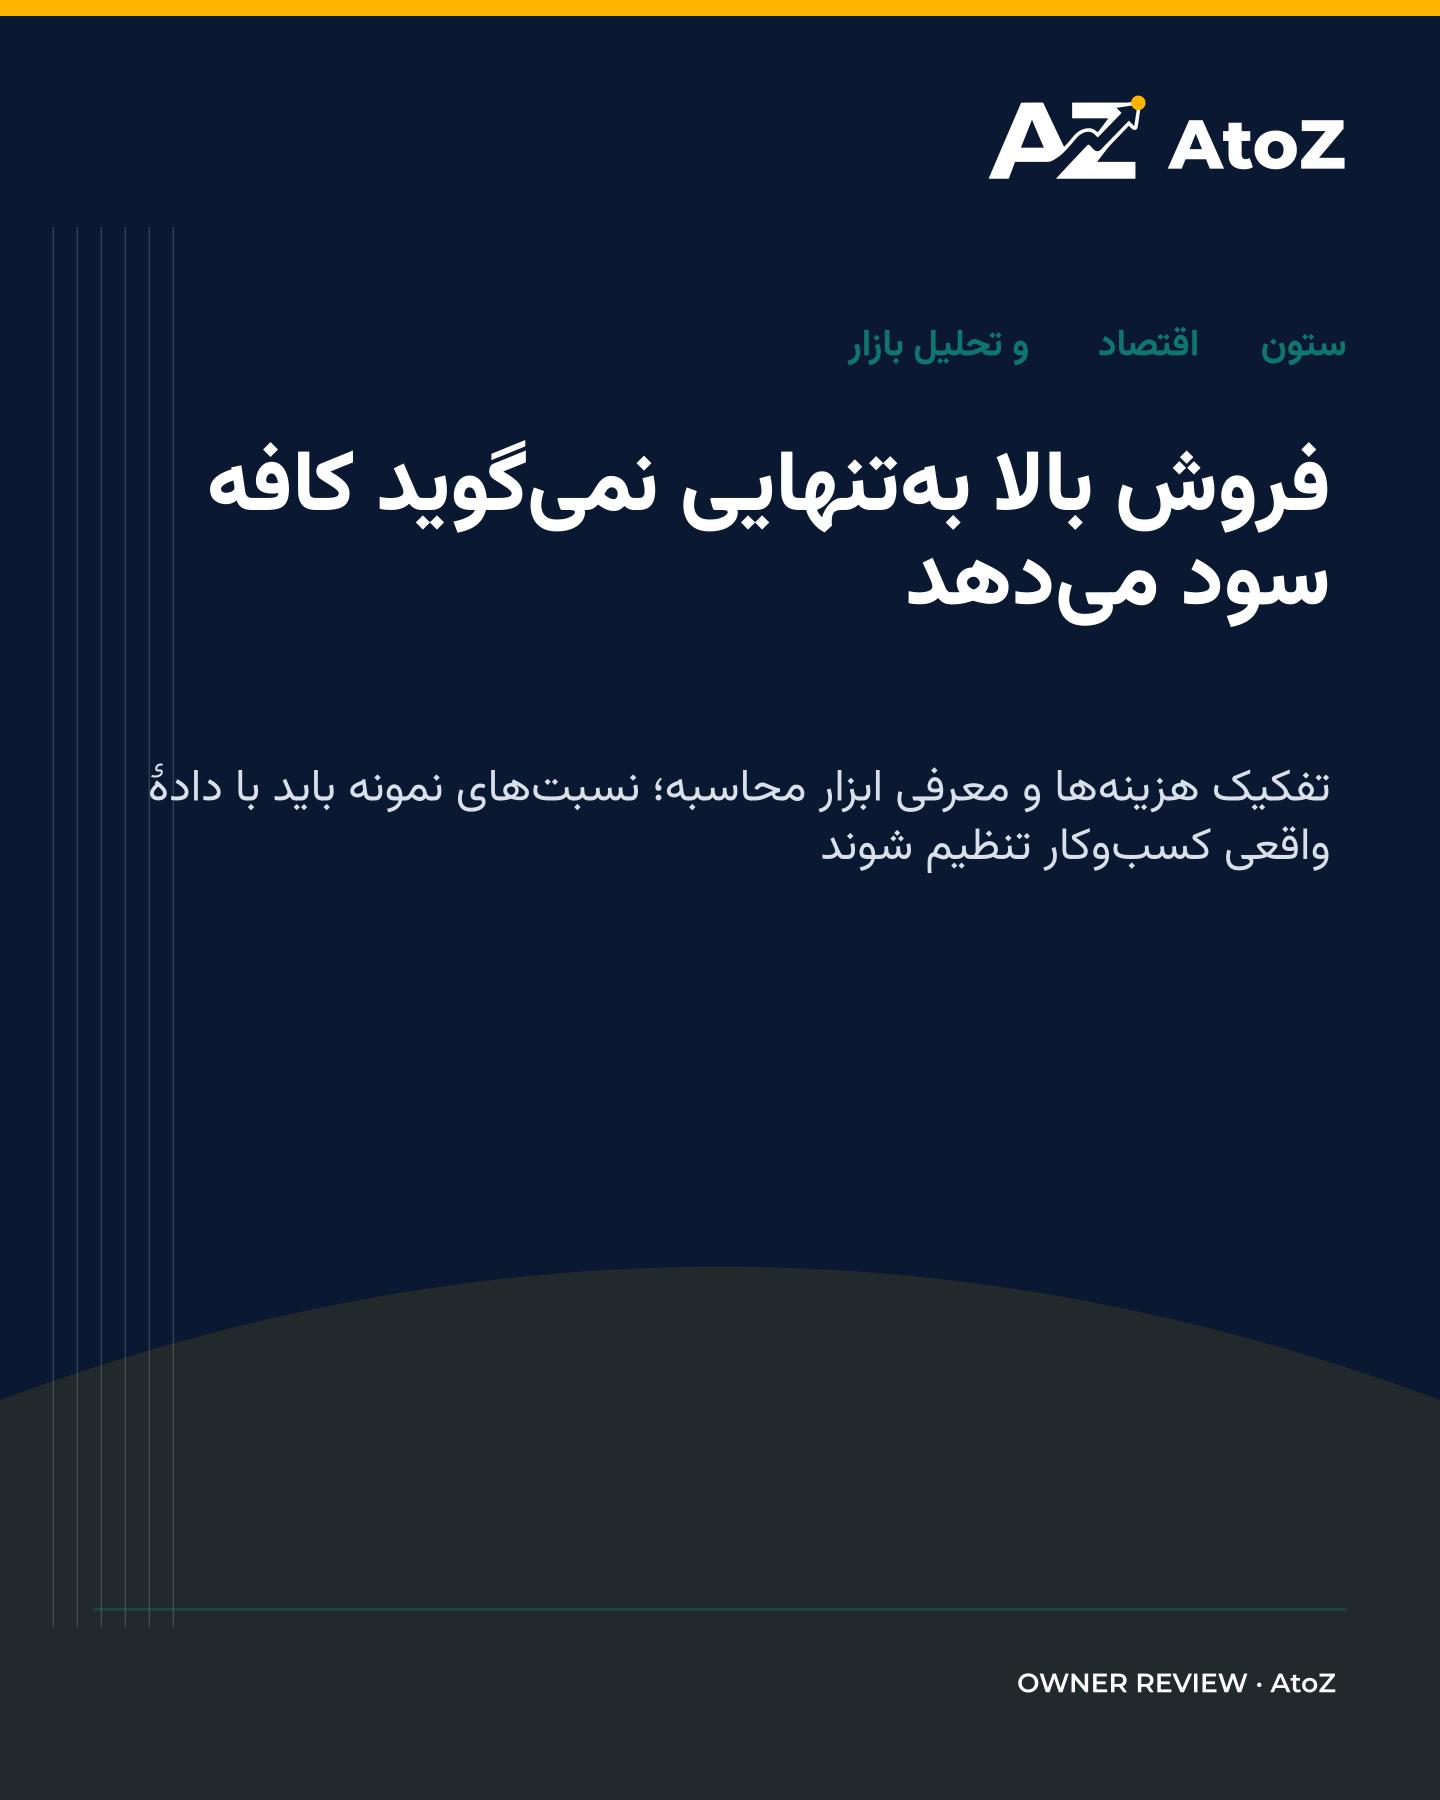 AZ AtoZ
ستون اقتصاد و تحلیل بازار
فروش بالا به‌تنهایی نمی‌گوید کافه
سود می‌دهد
تفکیک هزینه‌ها و معرفی ابزار محاسبه؛ نسبت‌های نمونه باید با دادهٔ
واقعی کسب‌وکار تنظیم شوند
OWNER REVIEW · AtoZ